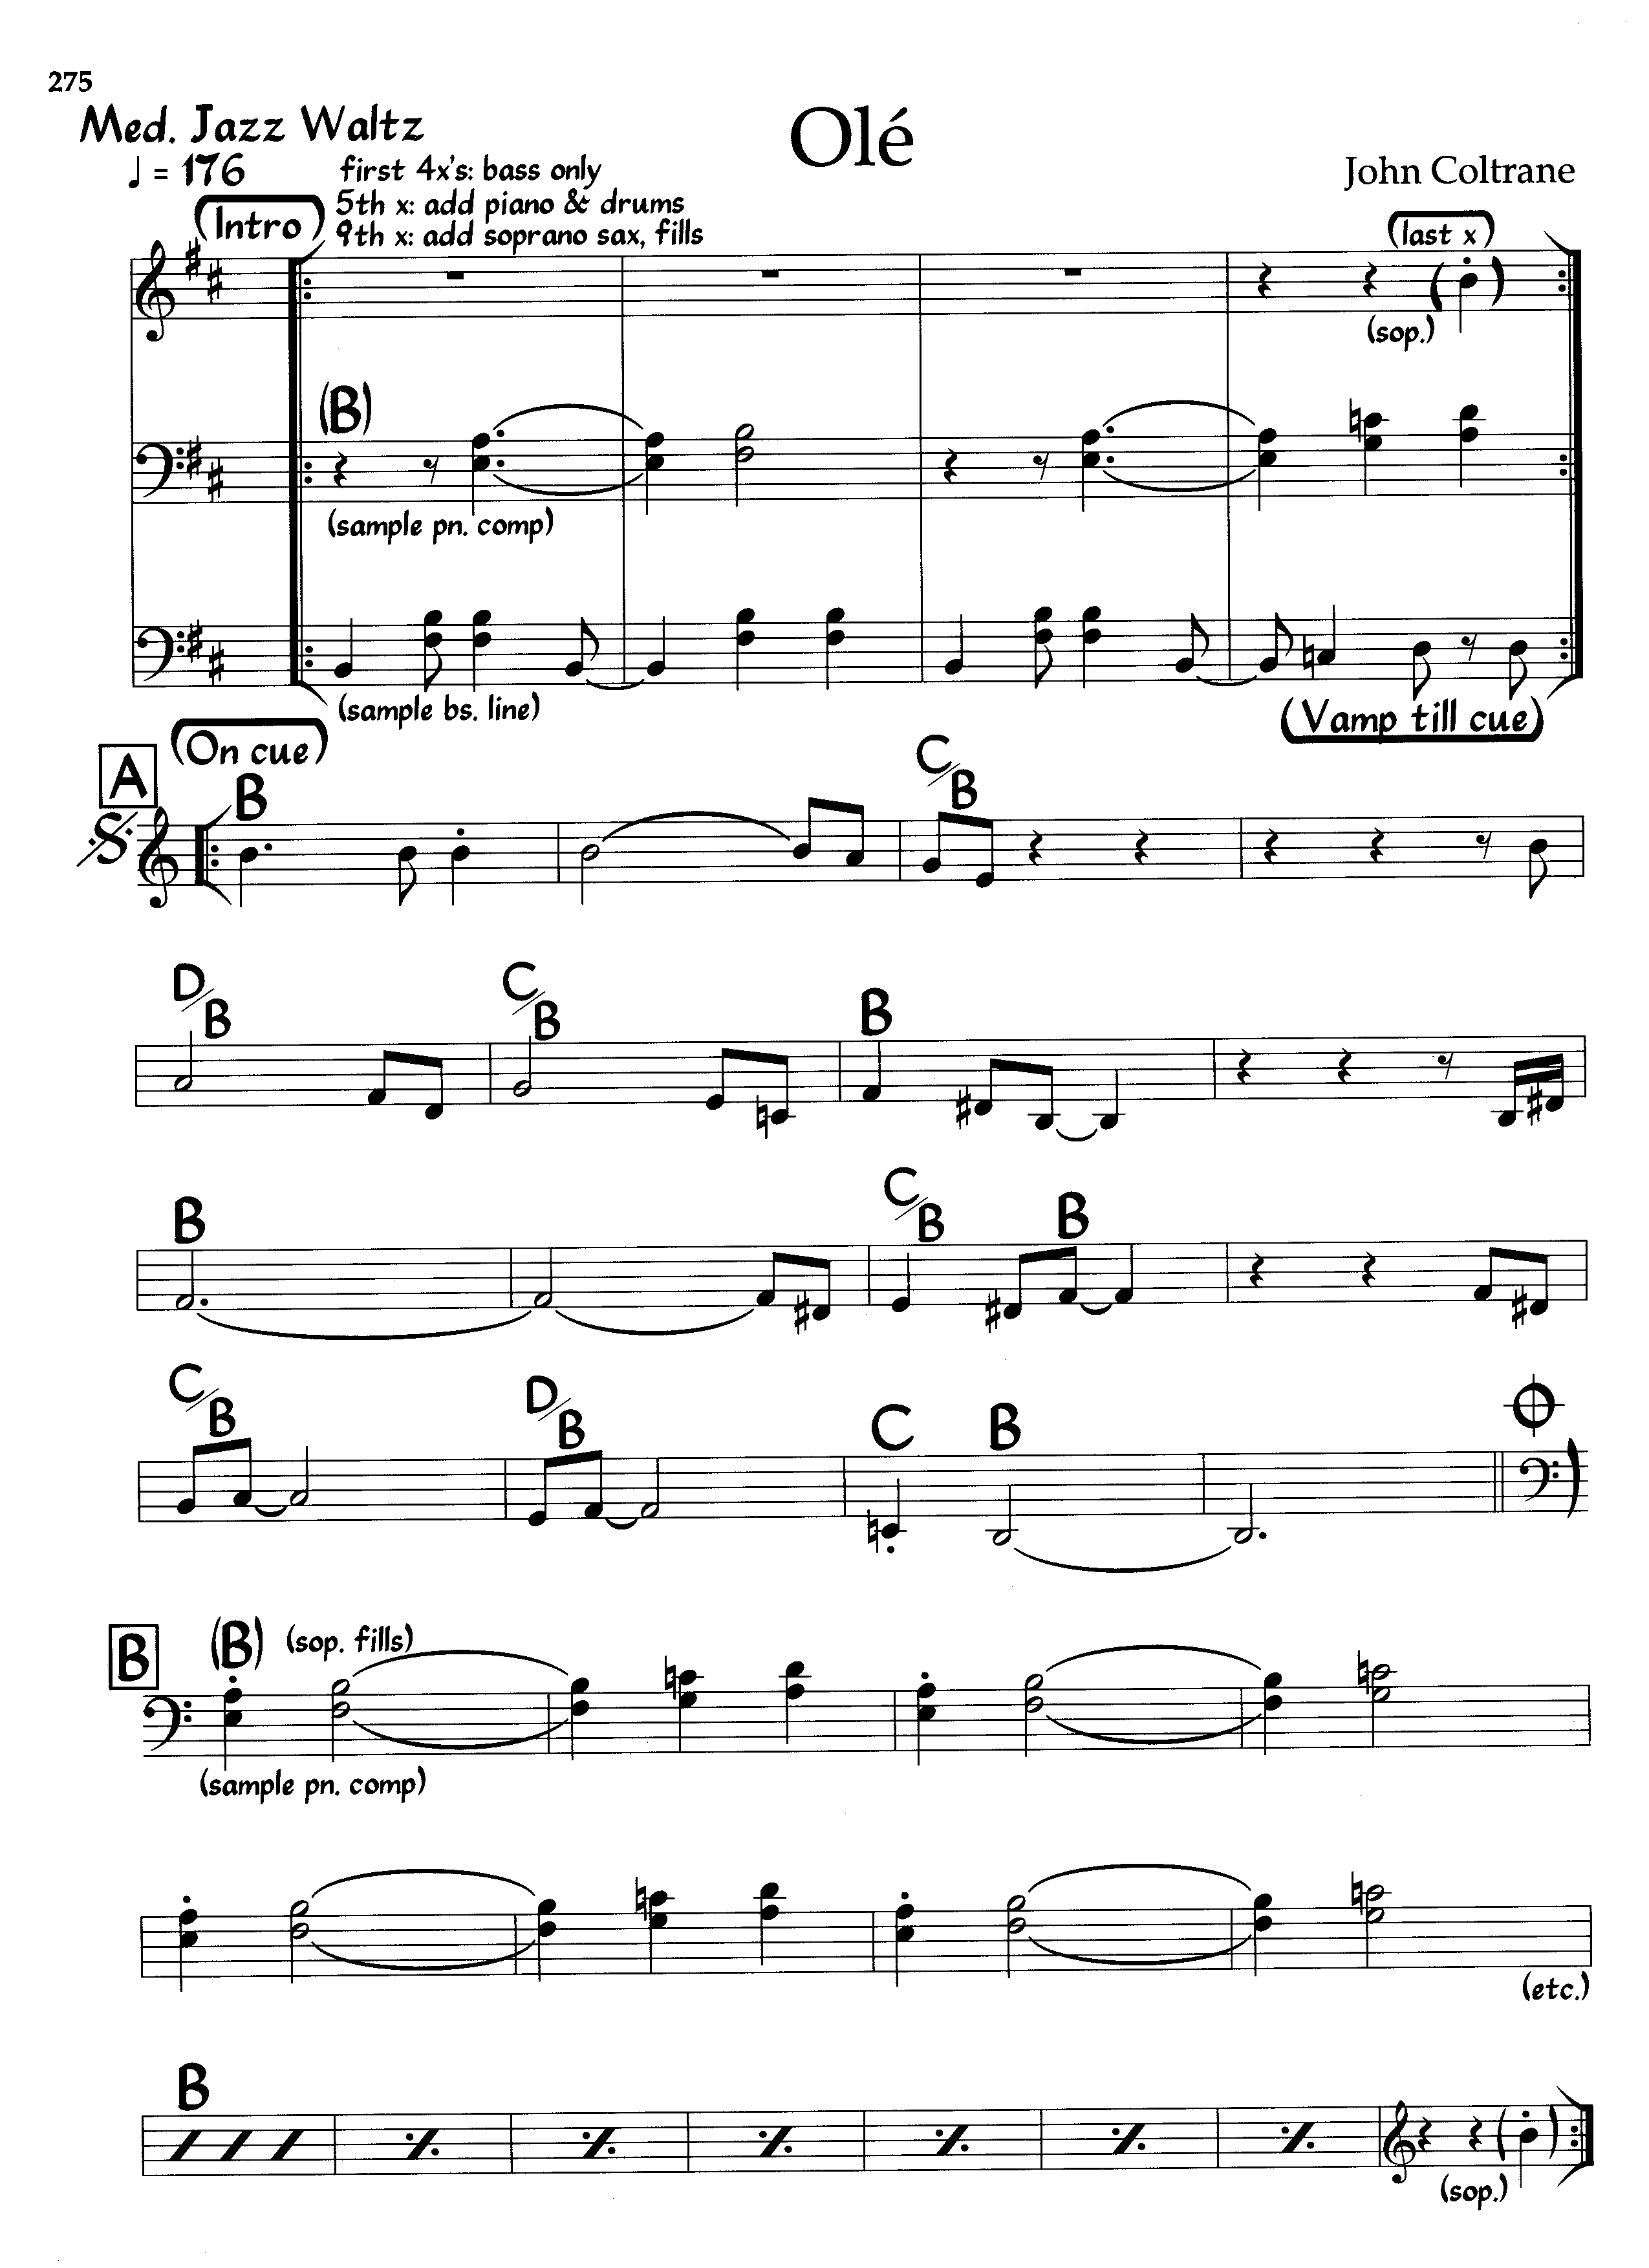 275
Med. Jazz Waltz
Olé
♩ = 176
John Coltrane
first 4x's: bass only
5th x: add piano & drums
9th x: add soprano sax, fills
(Intro)
(last x)
(sop.)
(B)
(sample pn. comp)
(sample bs. line)
(Vamp till cue)
A
(On cue)
B C/B
D/B C/B B
B C/B B
C/B D/B C B
B
(B) (sop. fills)
(sample pn. comp)
(etc.)
B
(sop.)